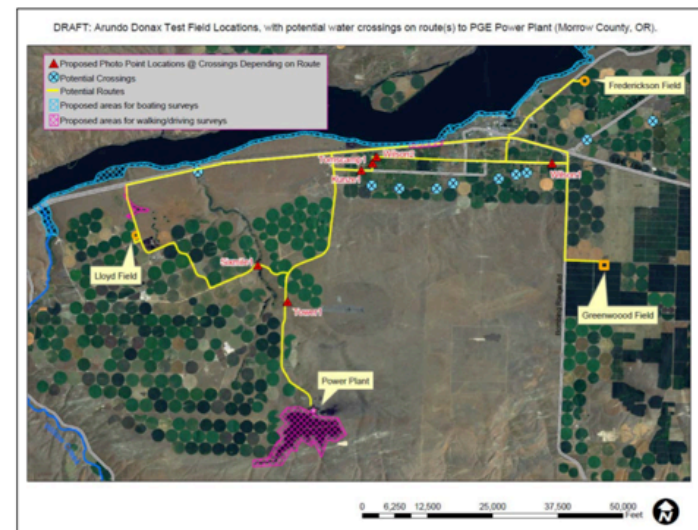 DRAFT: Arundo Donax Test Field Locations, with potential water crossings on route(s) to PGE Power Plant (Morrow County, OR).
Proposed Photo Point Locations @ Crossings Depending on Route
Potential Crossings
Potential Routes
Proposed areas for boating surveys
Proposed areas for walking/driving surveys
Frederickson Field
Lloyd Field
Greenwoood Field
Tower1
Power Plant
0 6,250 12,500 25,000 37,500 50,000
Feet
N